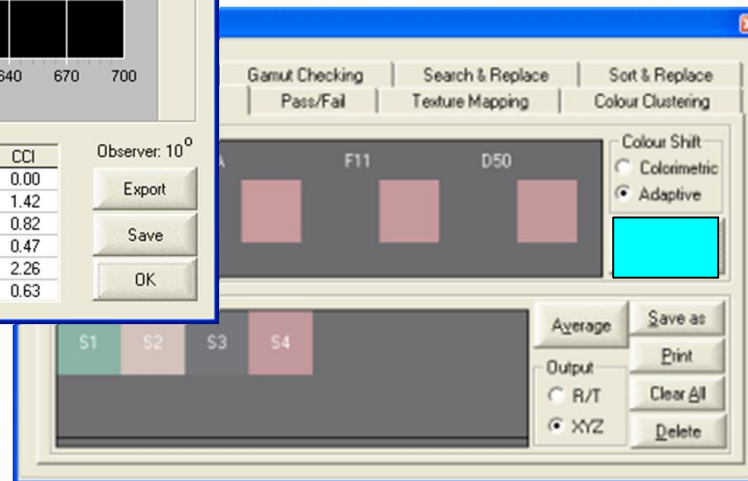 640 670 700
CCI
0.00
1.42
0.82
0.47
2.26
0.63
Observer: 10°
Export
Save
OK
Gamut Checking Search & Replace Sort & Replace
Pass/Fail Texture Mapping Colour Clustering
F11 D50
Colour Shift
Colorimetric
Adaptive
S1 S2 S3 S4
Average
Save as
Output
Print
R/T
Clear All
XYZ
Delete